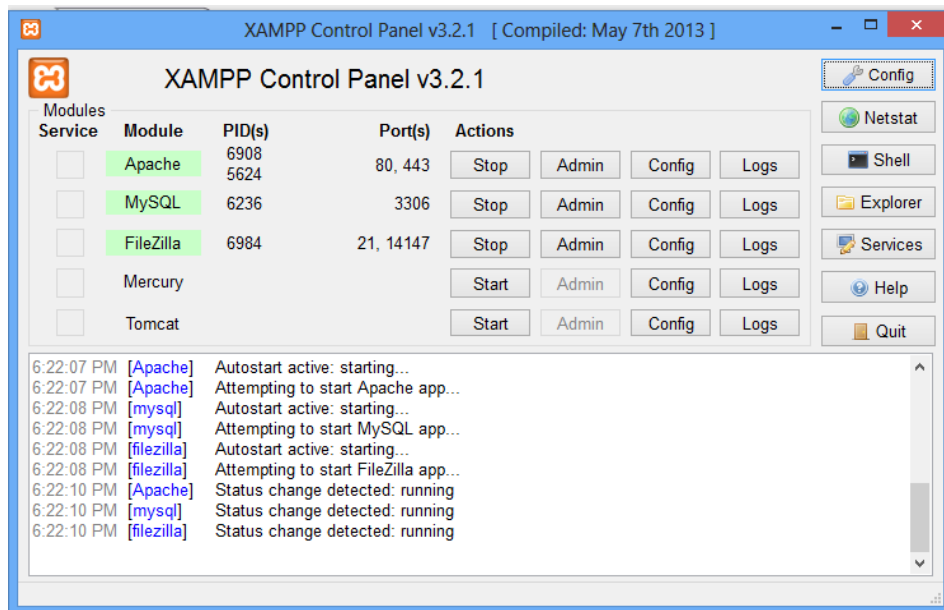 XAMPP Control Panel v3.2.1 [ Compiled: May 7th 2013 ]
XAMPP Control Panel v3.2.1
Config
Modules
Service Module PID(s) Port(s) Actions
Netstat
Apache 6908 5624 80, 443 Stop Admin Config Logs
Shell
MySQL 6236 3306 Stop Admin Config Logs
Explorer
FileZilla 6984 21, 14147 Stop Admin Config Logs
Services
Mercury Start Admin Config Logs
Help
Tomcat Start Admin Config Logs
Quit
6:22:07 PM [Apache] Autostart active: starting...
6:22:07 PM [Apache] Attempting to start Apache app...
6:22:08 PM [mysql] Autostart active: starting...
6:22:08 PM [mysql] Attempting to start MySQL app...
6:22:08 PM [filezilla] Autostart active: starting...
6:22:08 PM [filezilla] Attempting to start FileZilla app...
6:22:10 PM [Apache] Status change detected: running
6:22:10 PM [mysql] Status change detected: running
6:22:10 PM [filezilla] Status change detected: running